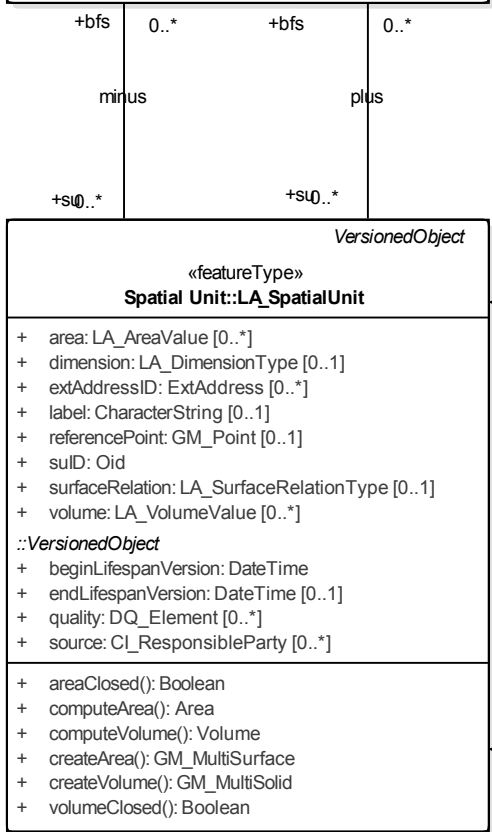 +bfs 0..* +bfs 0..*
minus plus
+su 0..* +su 0..*
VersionedObject
«featureType»
Spatial Unit::LA_SpatialUnit
+ area: LA_AreaValue [0..*]
+ dimension: LA_DimensionType [0..1]
+ extAddressID: ExtAddress [0..*]
+ label: CharacterString [0..1]
+ referencePoint: GM_Point [0..1]
+ suID: Oid
+ surfaceRelation: LA_SurfaceRelationType [0..1]
+ volume: LA_VolumeValue [0..*]
::VersionedObject
+ beginLifespanVersion: DateTime
+ endLifespanVersion: DateTime [0..1]
+ quality: DQ_Element [0..*]
+ source: CI_ResponsibleParty [0..*]
+ areaClosed(): Boolean
+ computeArea(): Area
+ computeVolume(): Volume
+ createArea(): GM_MultiSurface
+ createVolume(): GM_MultiSolid
+ volumeClosed(): Boolean